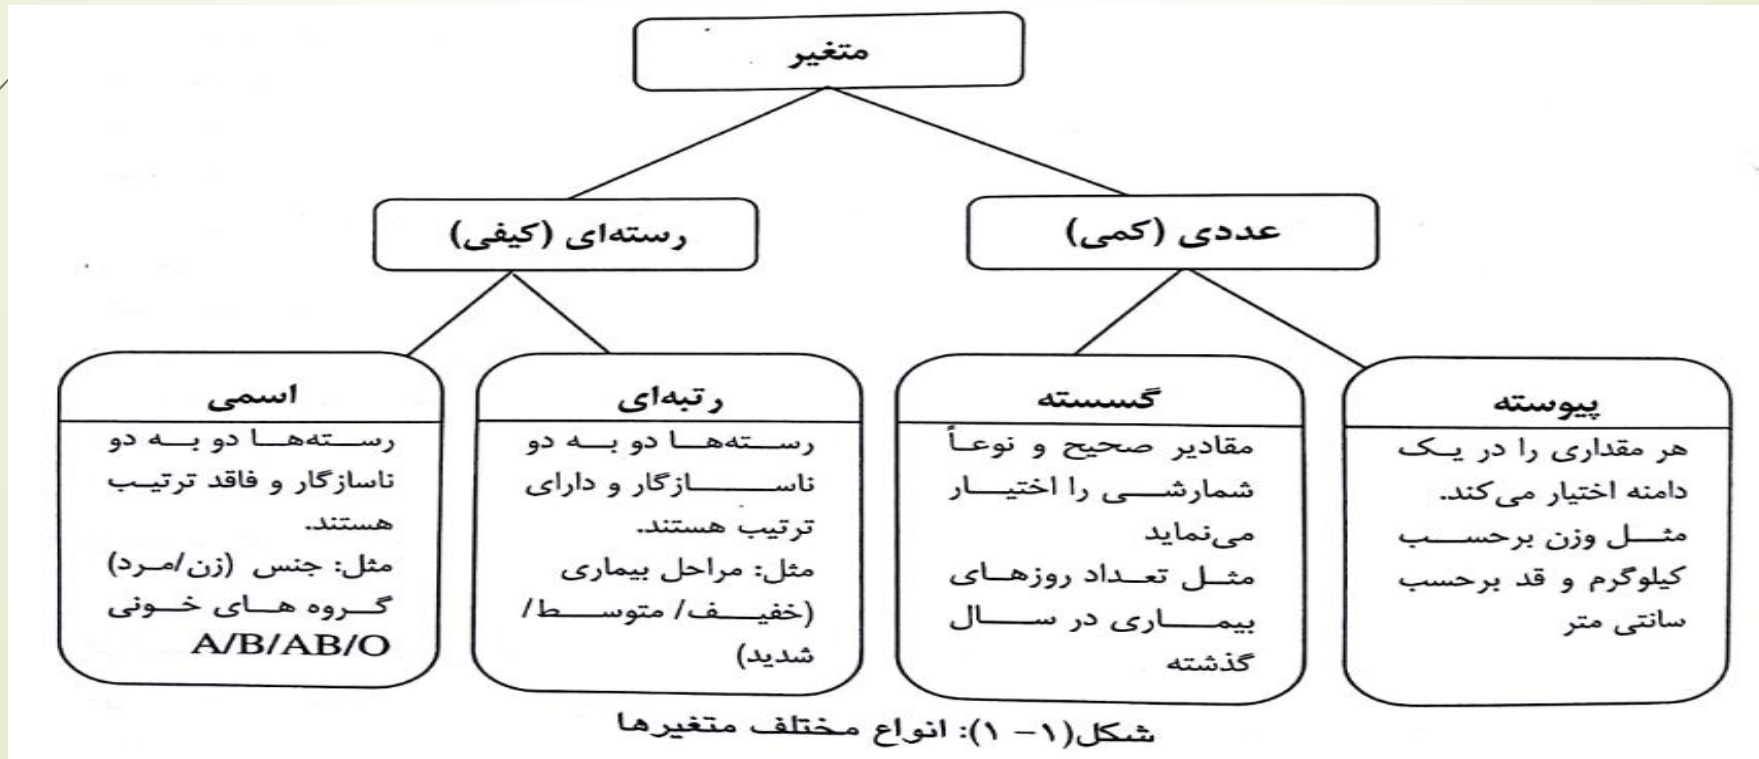 متغیر
عددی (کمی)
رسته‌ای (کیفی)
پیوسته
هر مقداری را در یک
دامنه اختیار می‌کند.
مثل وزن برحسب
کیلوگرم و قد برحسب
سانتی متر
گسسته
مقادیر صحیح و نوعاً
شمارشی را اختیار
می‌نماید
مثل تعداد روزهای
بیماری در سال
گذشته
رتبه‌ای
رسته‌ها دو به دو
ناسازگار و دارای
ترتیب هستند.
مثل: مراحل بیماری
(خفیف/ متوسط/
شدید)
اسمی
رسته‌ها دو به دو
ناسازگار و فاقد ترتیب
هستند.
مثل: جنس (زن/مرد)
گروه های خونی
A/B/AB/O
شکل(۱– ۱): انواع مختلف متغیرها